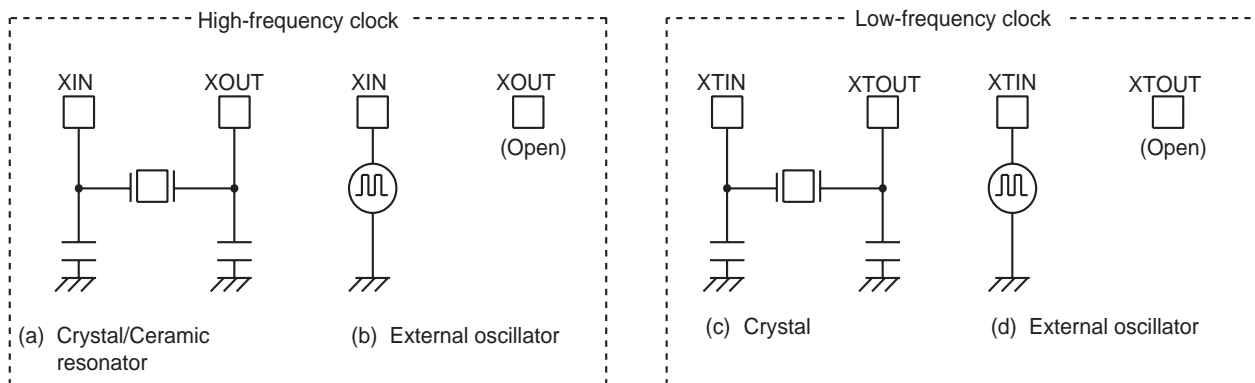 High-frequency clock
XIN
XOUT
XIN
XOUT
(Open)
(a) Crystal/Ceramic
resonator
(b) External oscillator
Low-frequency clock
XTIN
XTOUT
XTIN
XTOUT
(Open)
(c) Crystal
(d) External oscillator